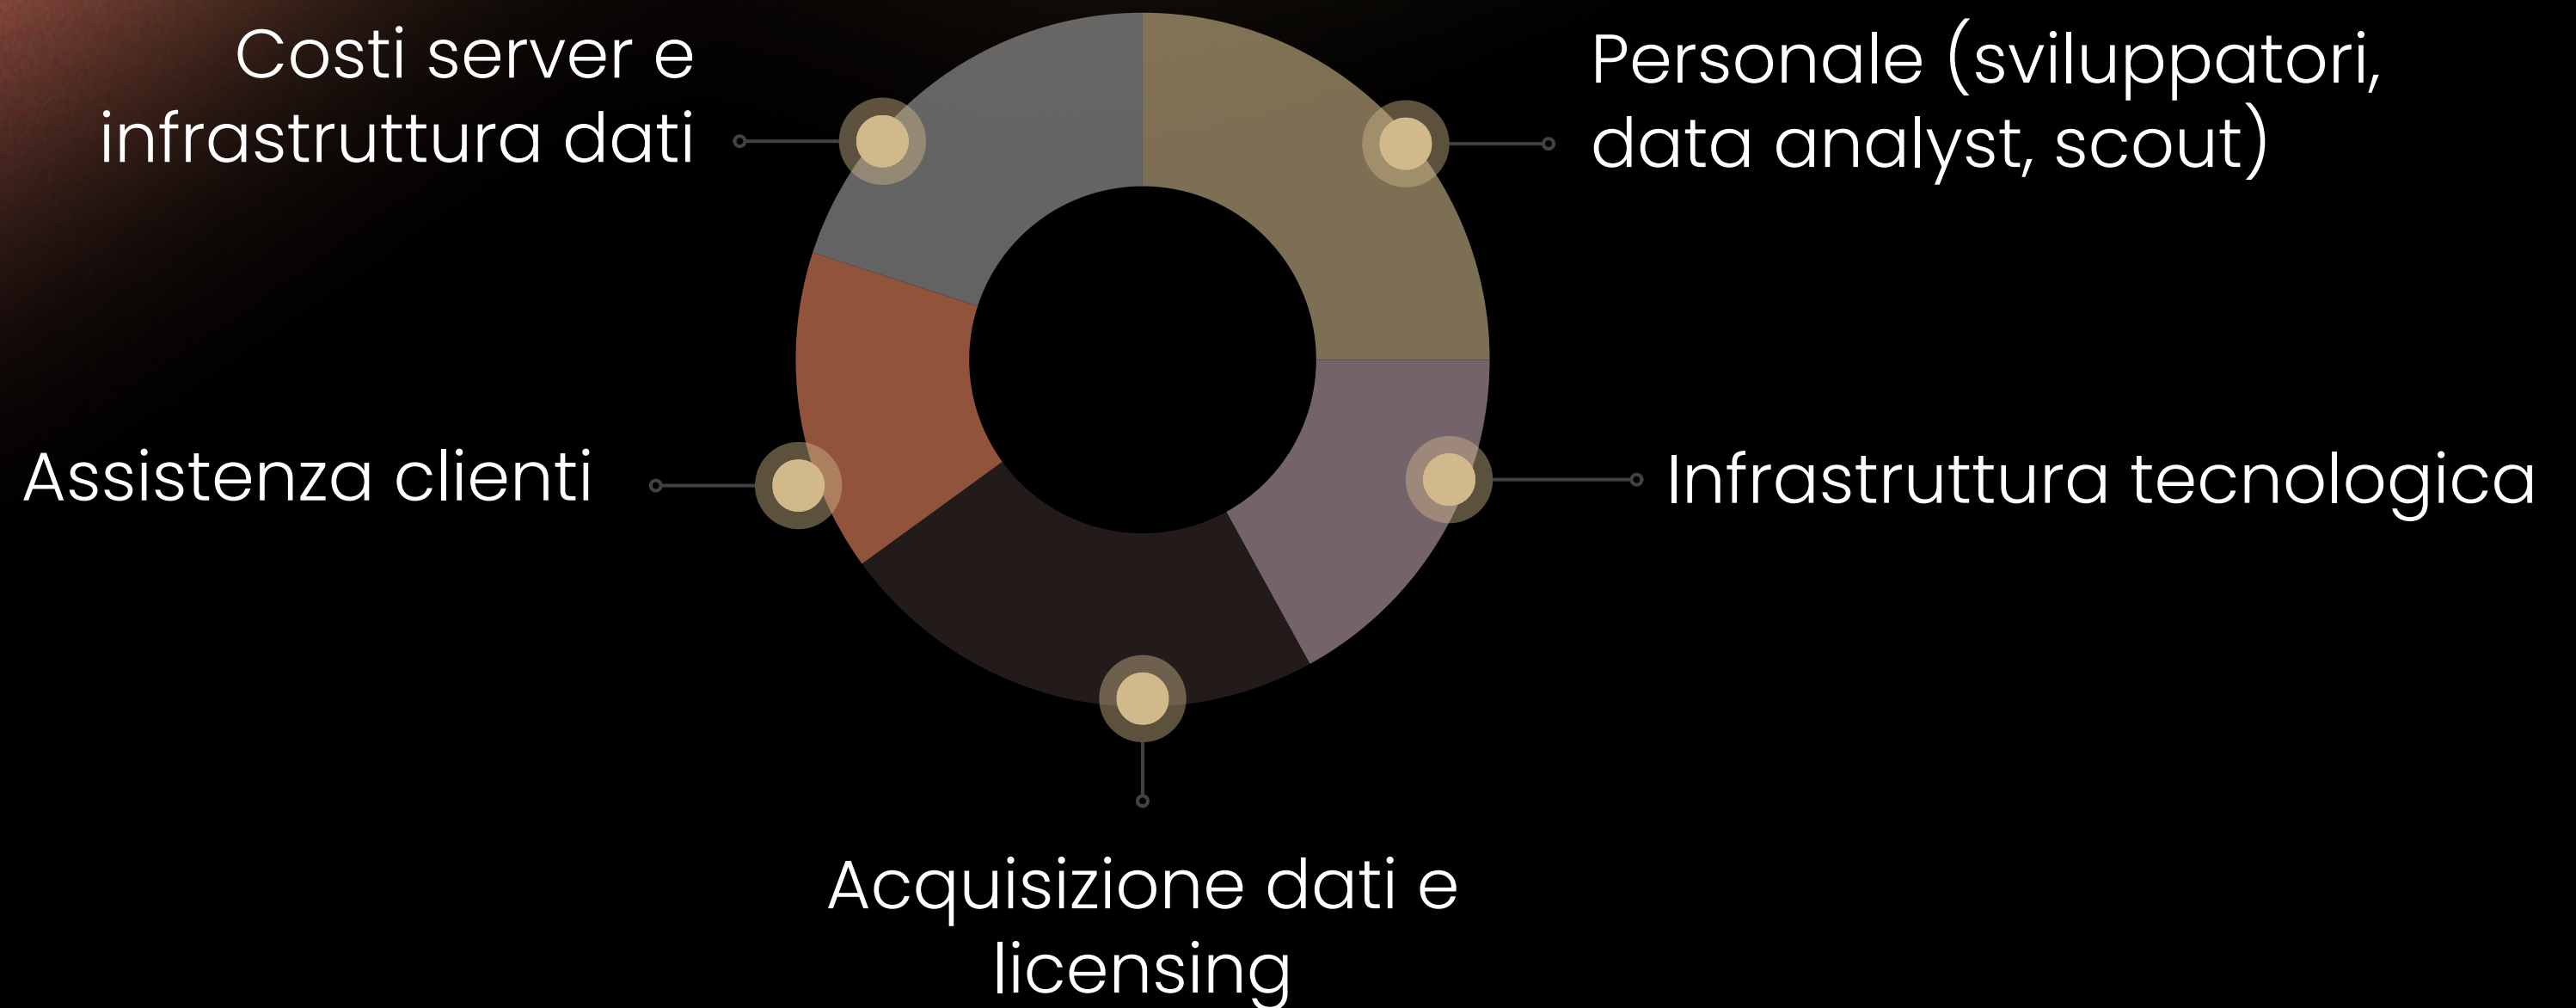 Costi server e
infrastruttura dati
Personale (sviluppatori,
data analyst, scout)
Assistenza clienti
Infrastruttura tecnologica
Acquisizione dati e
licensing